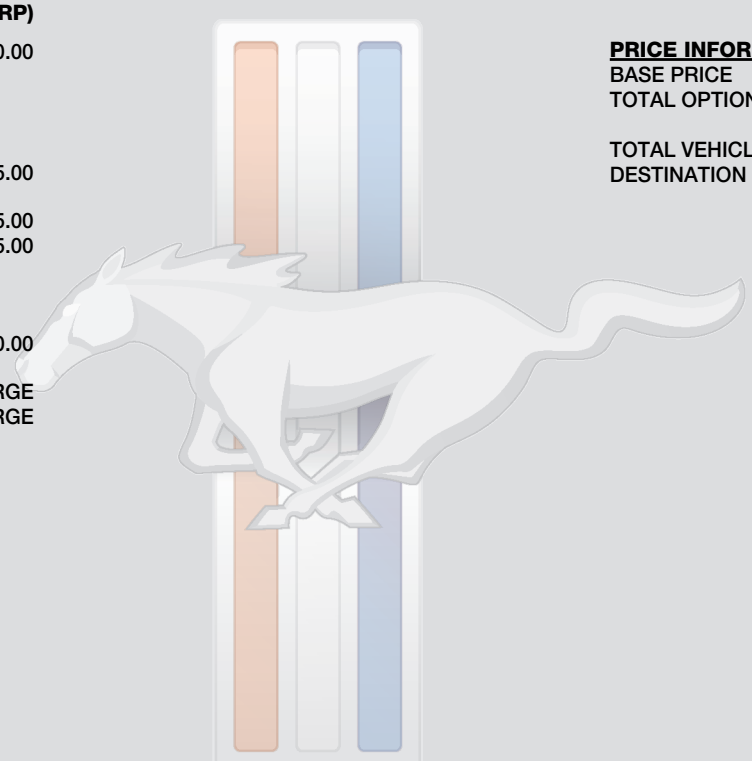 RP)
0.00
5.00
5.00
5.00
0.00
RGE
RGE
PRICE INFOR
BASE PRICE
TOTAL OPTION
TOTAL VEHICL
DESTINATION